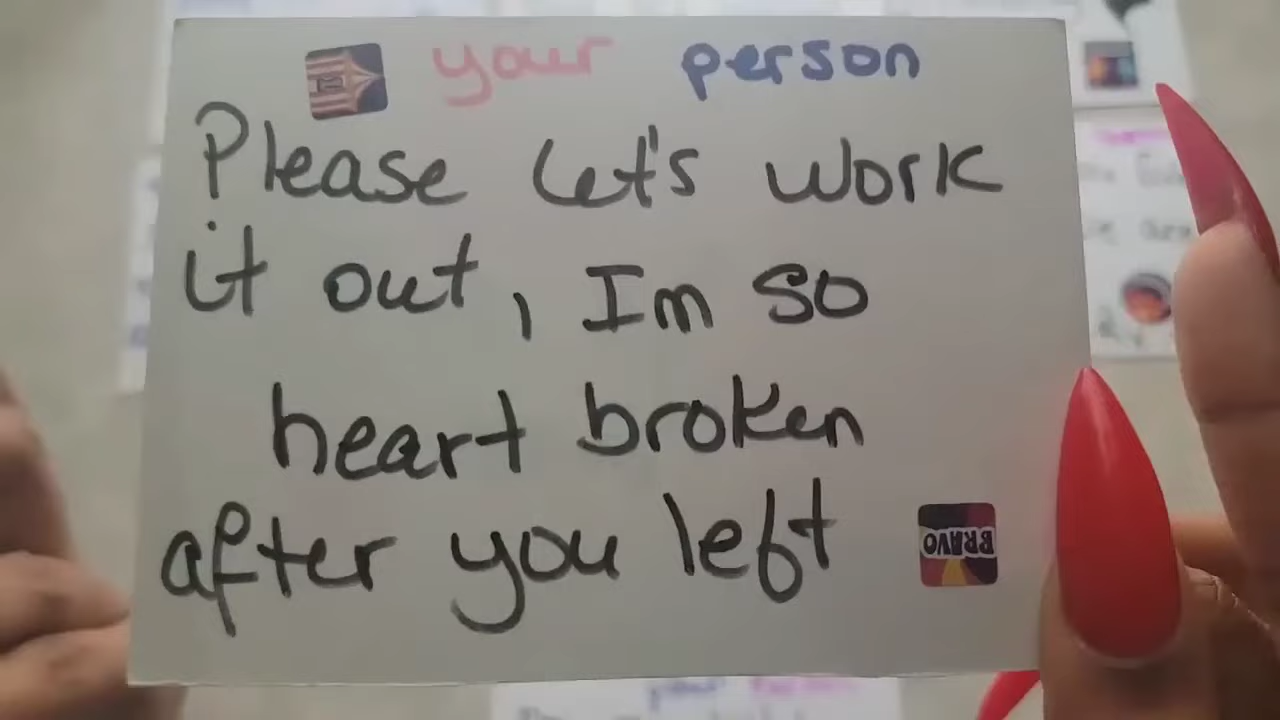 your person
Please Let's work
it out, Im so
heart broken
after you left
BRAVO